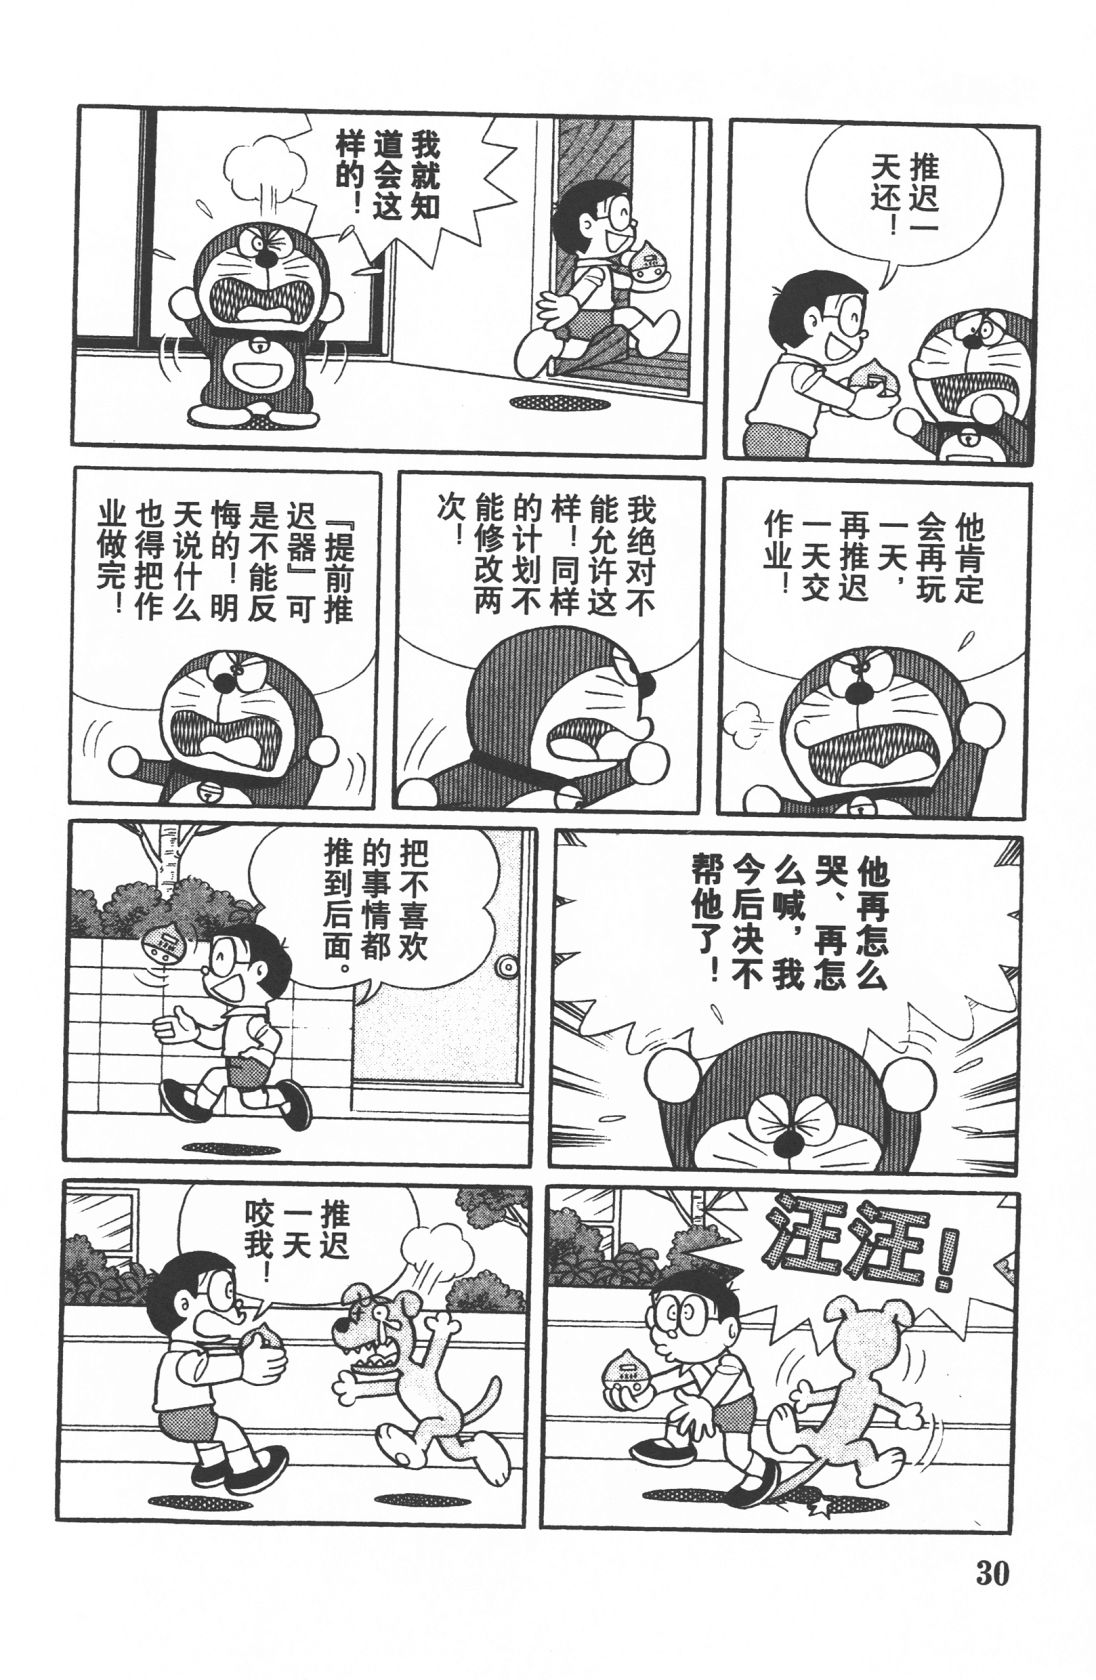 推迟一
天还！
我就知
道会这
样的！
他肯定
会再玩
一天，
再推迟
一天交
作业！
我绝对不
能允许这
样！同样
的计划不
能修改两
次！
『提前推
迟器』可
是不能反
悔的！明
天说什么
也得把作
业做完！
他再怎么
哭、再怎
么喊，我
今后决不
帮他了！
把不喜欢
的事情都
推到后面。
汪汪！
推迟
一天
咬我！
30